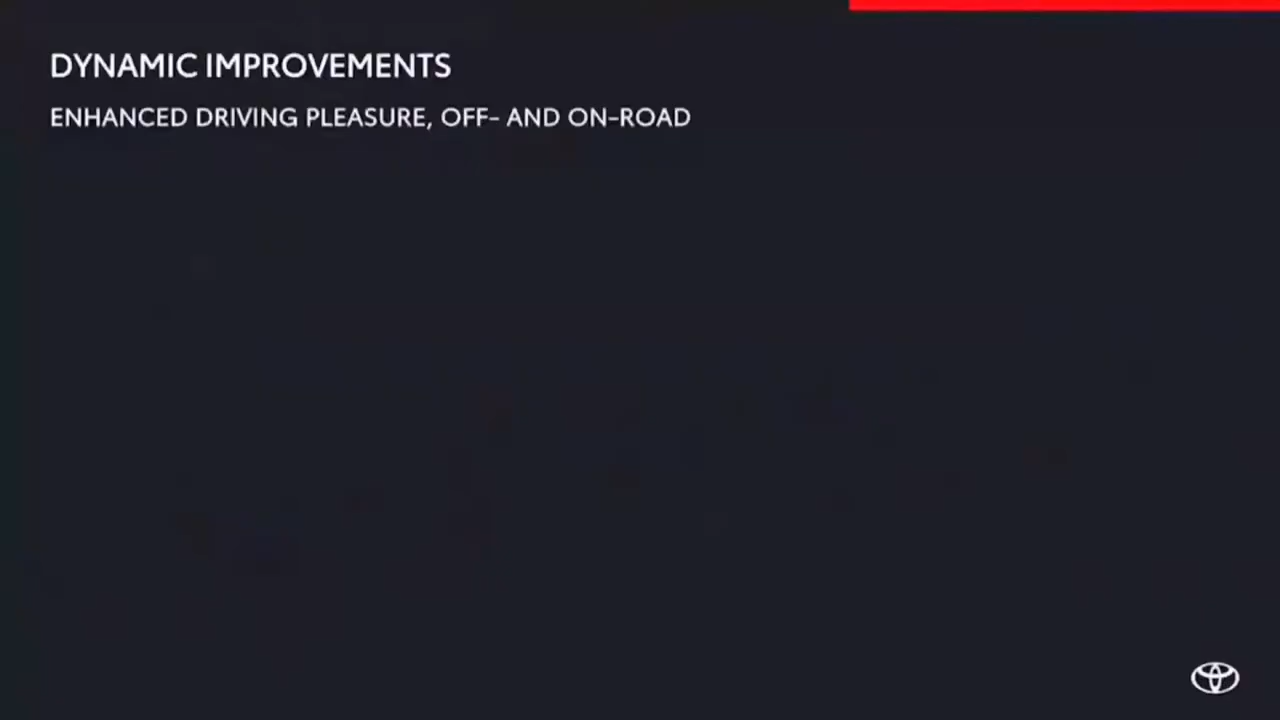 DYNAMIC IMPROVEMENTS
ENHANCED DRIVING PLEASURE, OFF- AND ON-ROAD